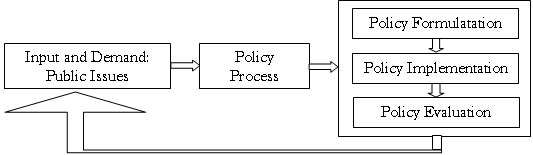 Input and Demand:
Public Issues
Policy
Process
Policy Formulatation
Policy Implementation
Policy Evaluation